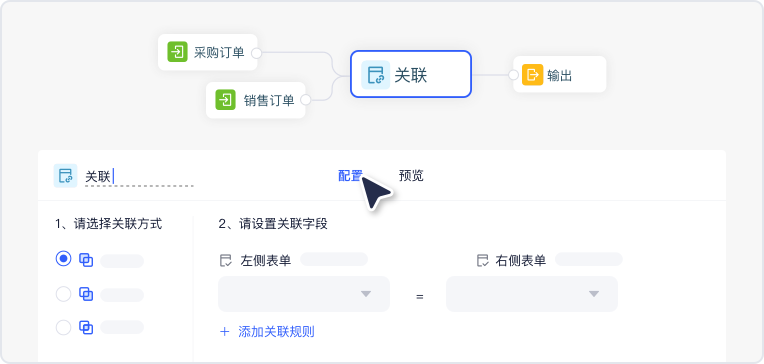 采购订单
关联
输出
销售订单
关联
配置
预览
1、请选择关联方式
2、请设置关联字段
左侧表单
右侧表单
=
+ 添加关联规则